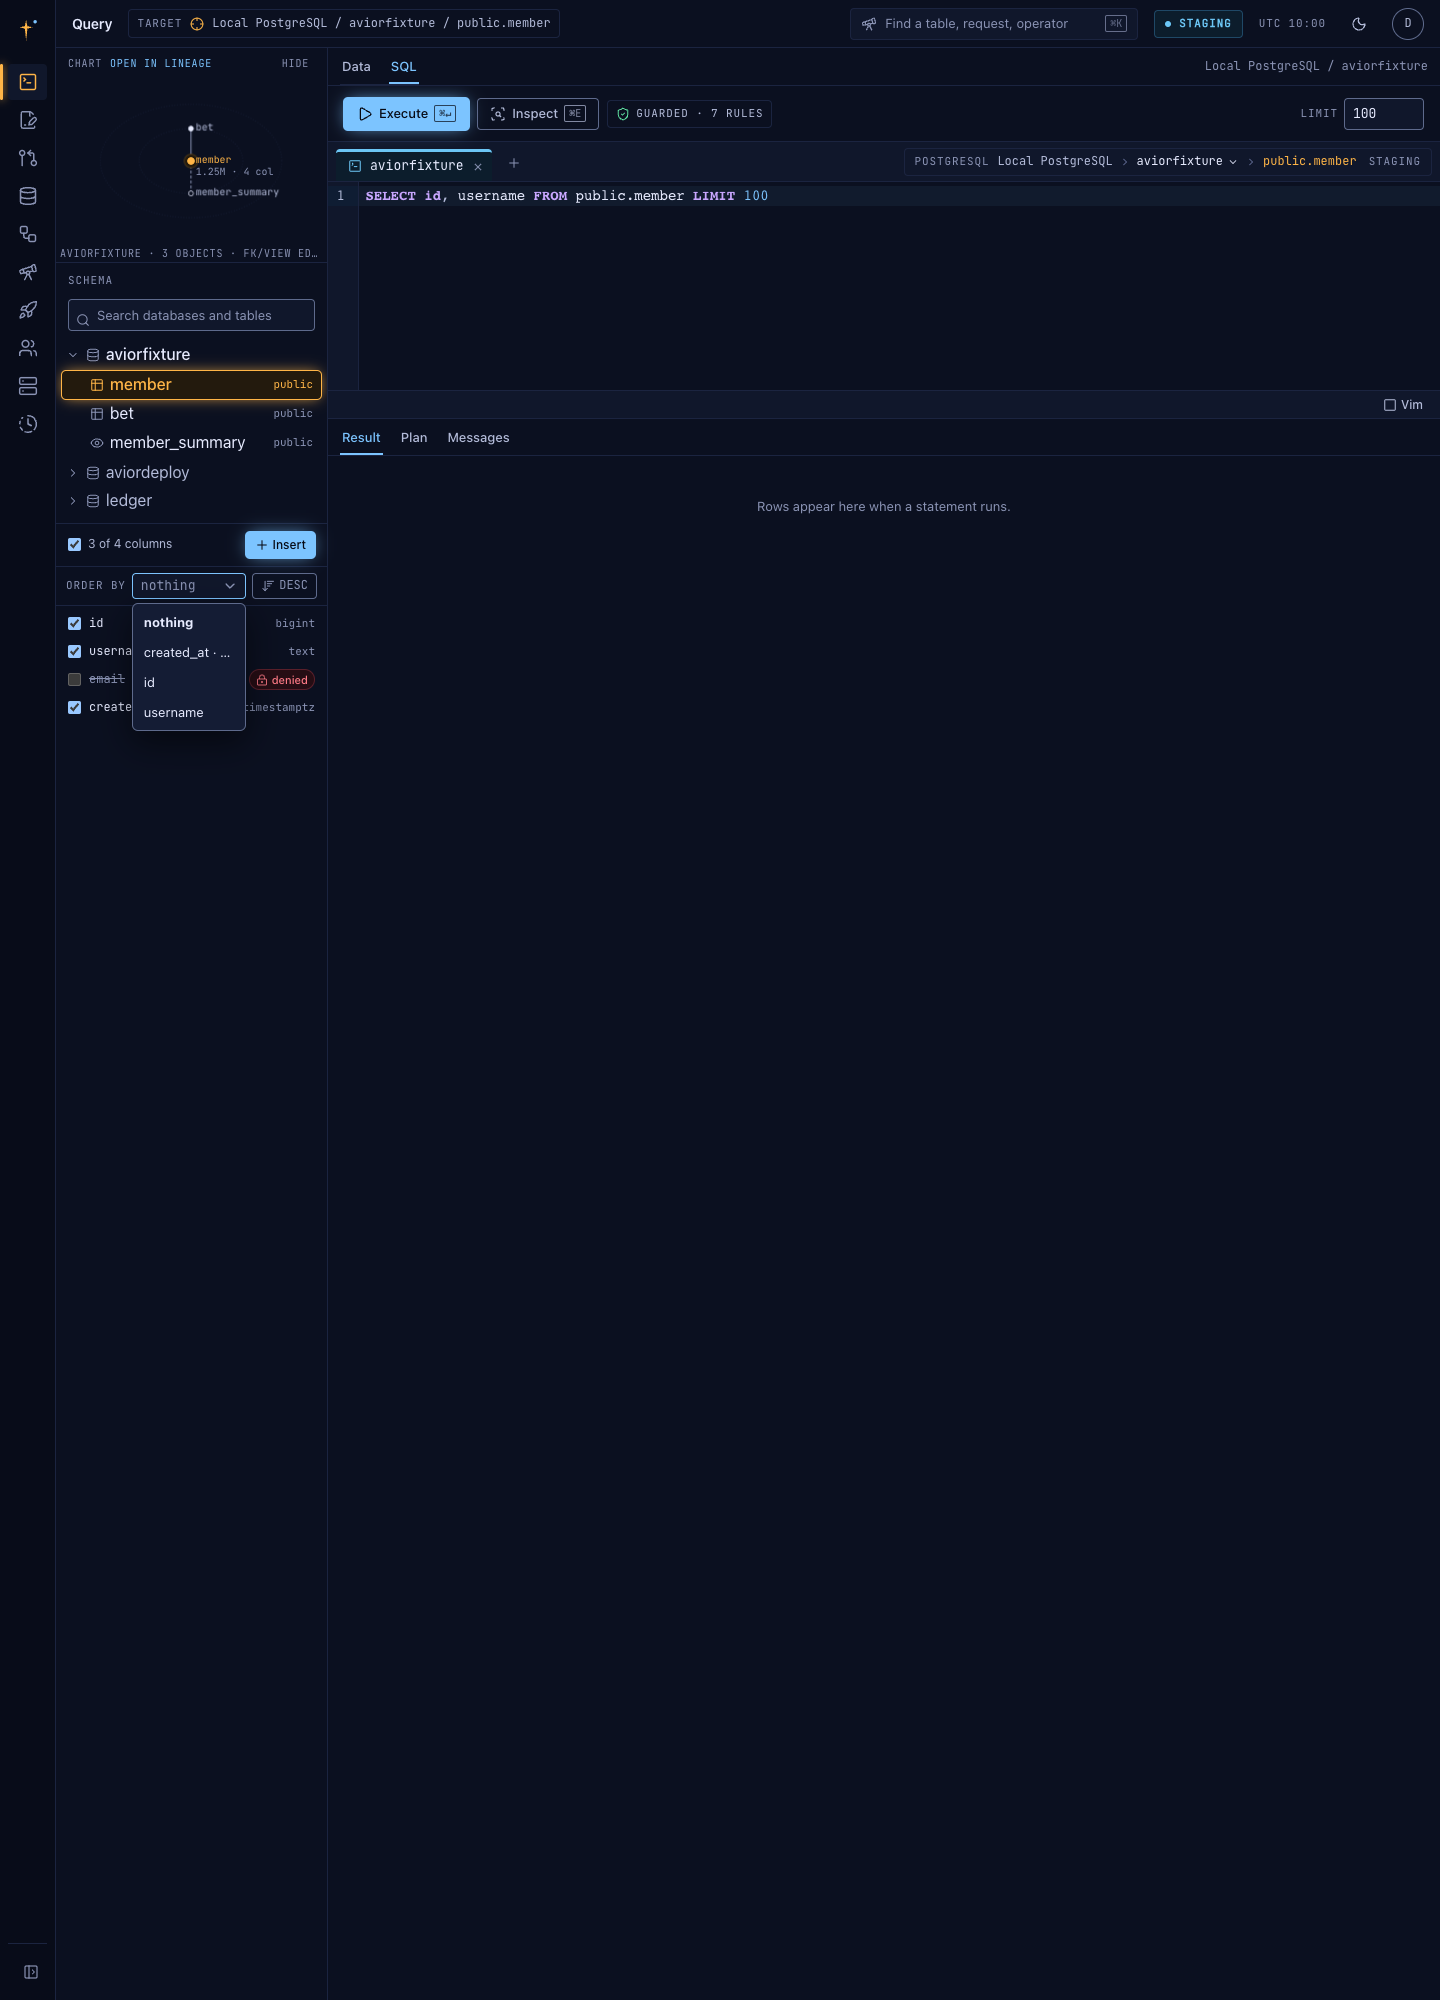 Query
TARGET Local PostgreSQL / aviorfixture / public.member
Find a table, request, operator ⌘K
STAGING
UTC 10:00
D
CHART OPEN IN LINEAGE HIDE
bet
member
1.25M · 4 col
member_summary
AVIORFIXTURE · 3 OBJECTS · FK/VIEW ED…
SCHEMA
Search databases and tables
aviorfixture
member public
bet public
member_summary public
aviordeploy
ledger
3 of 4 columns
Insert
ORDER BY nothing DESC
nothing
created_at · ...
id
username
id bigint
userna text
email denied
create timestamptz
Data SQL
Local PostgreSQL / aviorfixture
Execute ⌘↵
Inspect ⌘E
GUARDED · 7 RULES
LIMIT 100
aviorfixture × +
POSTGRESQL Local PostgreSQL › aviorfixture › public.member STAGING
1 SELECT id, username FROM public.member LIMIT 100
Vim
Result Plan Messages
Rows appear here when a statement runs.